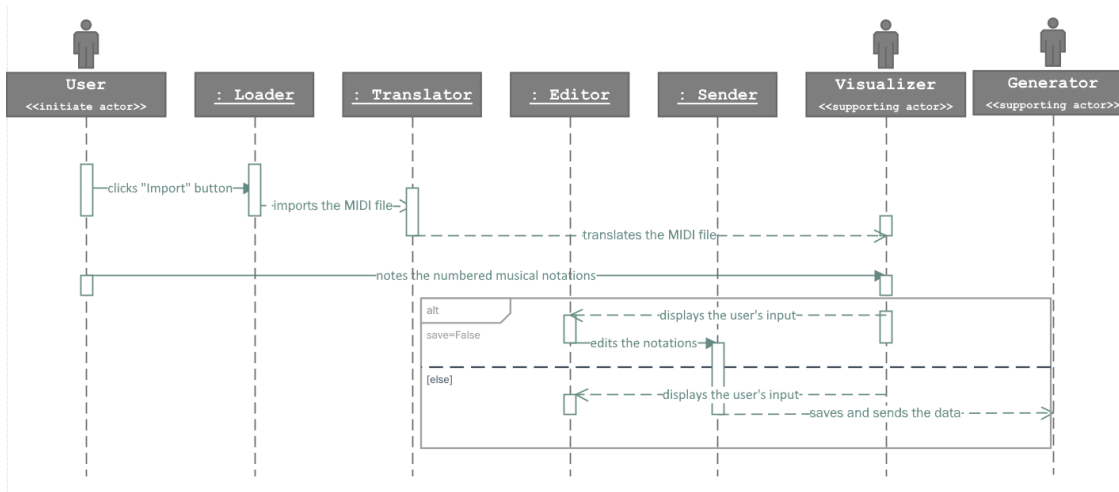 User
<<initiate actor>>
: Loader
: Translator
: Editor
: Sender
Visualizer
<<supporting actor>>
Generator
<<supporting actor>>
clicks "Import" button
imports the MIDI file
translates the MIDI file
notes the numbered musical notations
alt
displays the user's input
save=False
edits the notations
[else]
displays the user's input
saves and sends the data